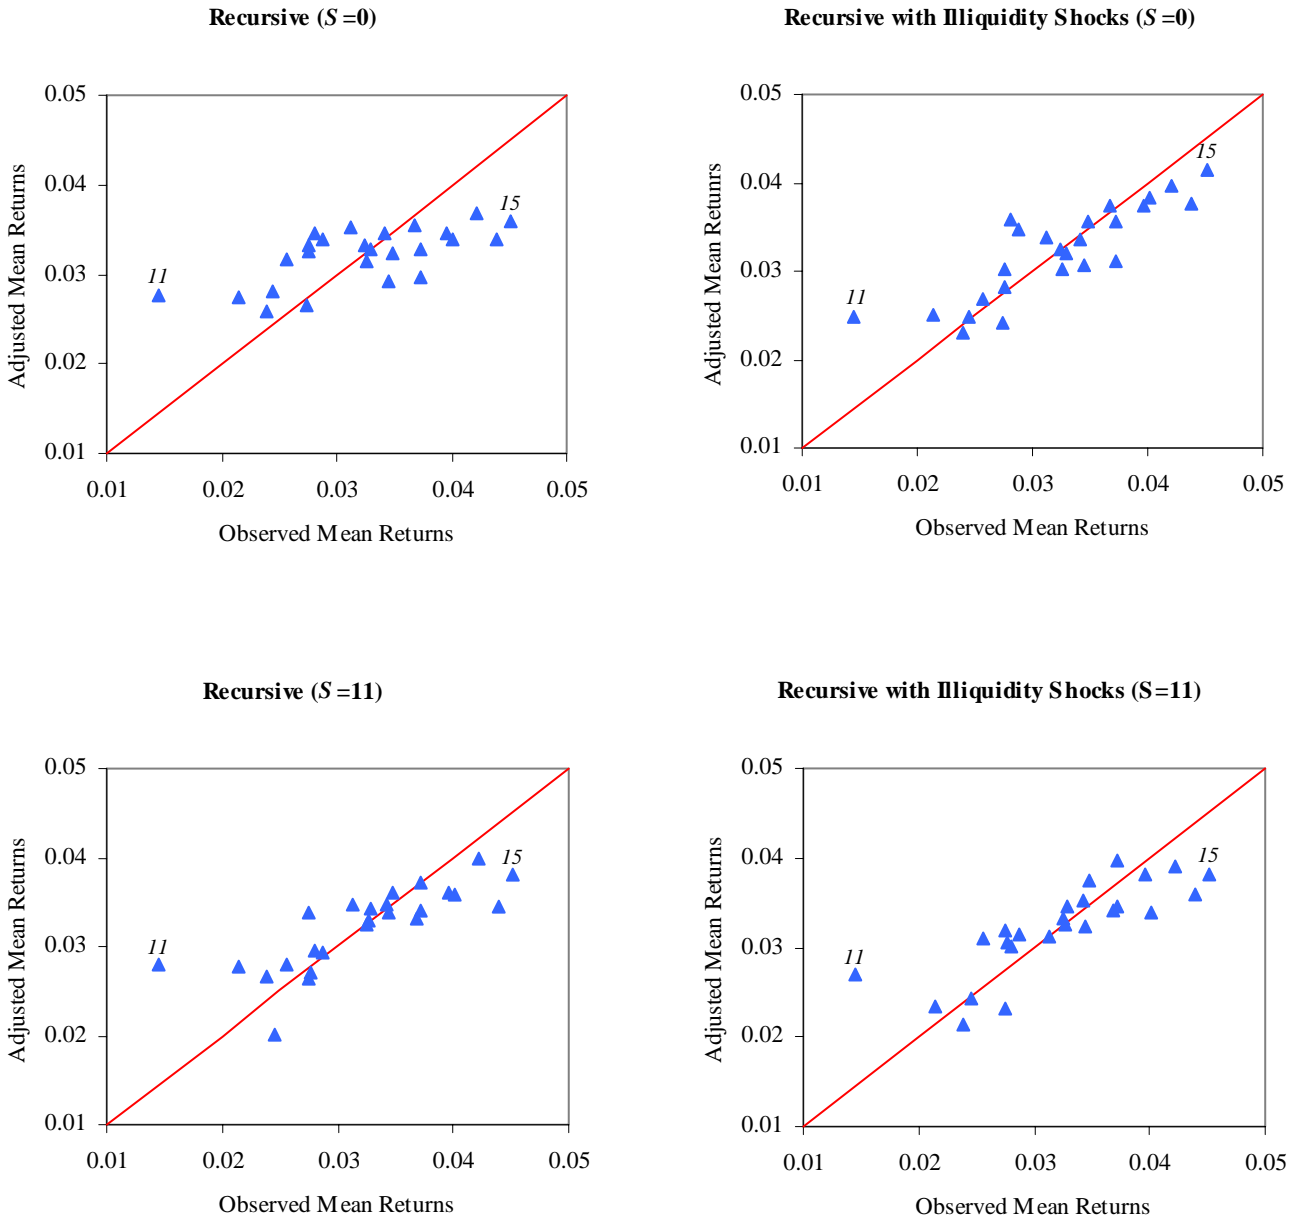 Recursive (S=0)
0.05
0.04
0.03
0.02
0.01
Adjusted Mean Returns
15
11
0.01 0.02 0.03 0.04 0.05
Observed Mean Returns
Recursive with Illiquidity Shocks (S=0)
0.05
0.04
0.03
0.02
0.01
Adjusted Mean Retunrs
15
11
0.01 0.02 0.03 0.04 0.05
Observed Mean Returns
Recursive (S=11)
0.05
0.04
0.03
0.02
0.01
Adjusted Mean Returns
15
11
0.01 0.02 0.03 0.04 0.05
Observed Mean Returns
Recursive with Illiquidity Shocks (S=11)
0.05
0.04
0.03
0.02
0.01
Adjusted Mean Returns
15
11
0.01 0.02 0.03 0.04 0.05
Observed Mean Returns